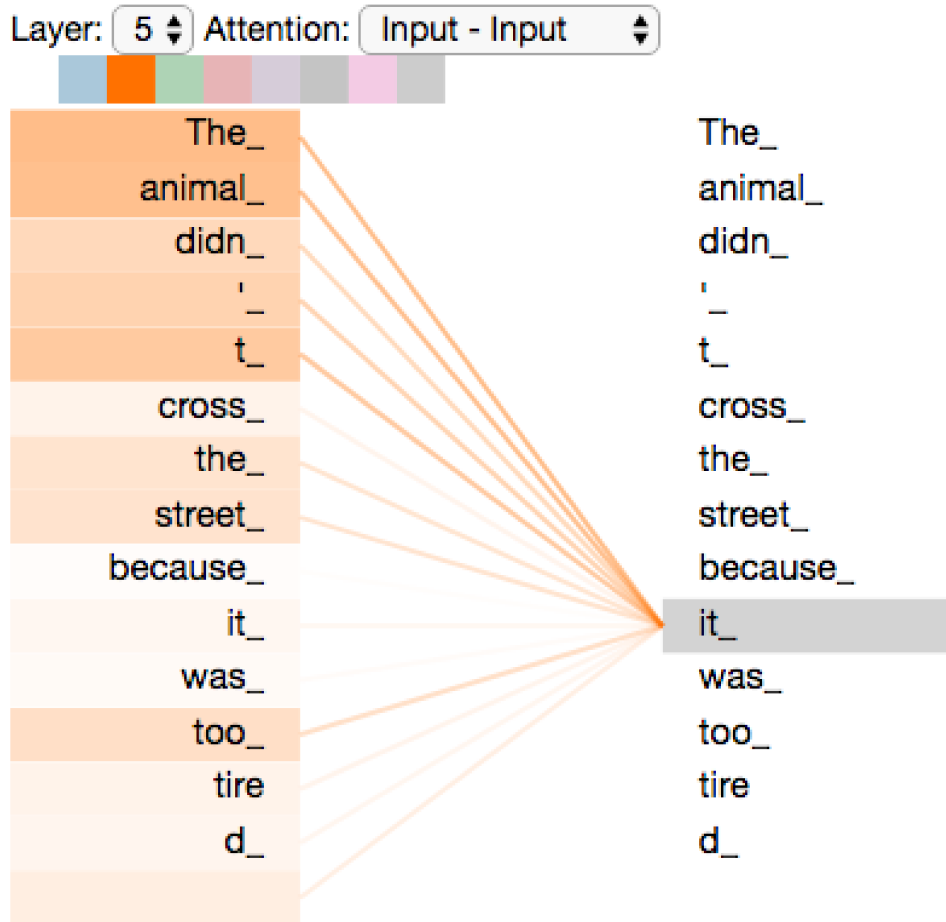 Layer: 5 Attention: Input - Input
The_ The_
animal_ animal_
didn_ didn_
'_ '_
t_ t_
cross_ cross_
the_ the_
street_ street_
because_ because_
it_ it_
was_ was_
too_ too_
tire tire
d_ d_